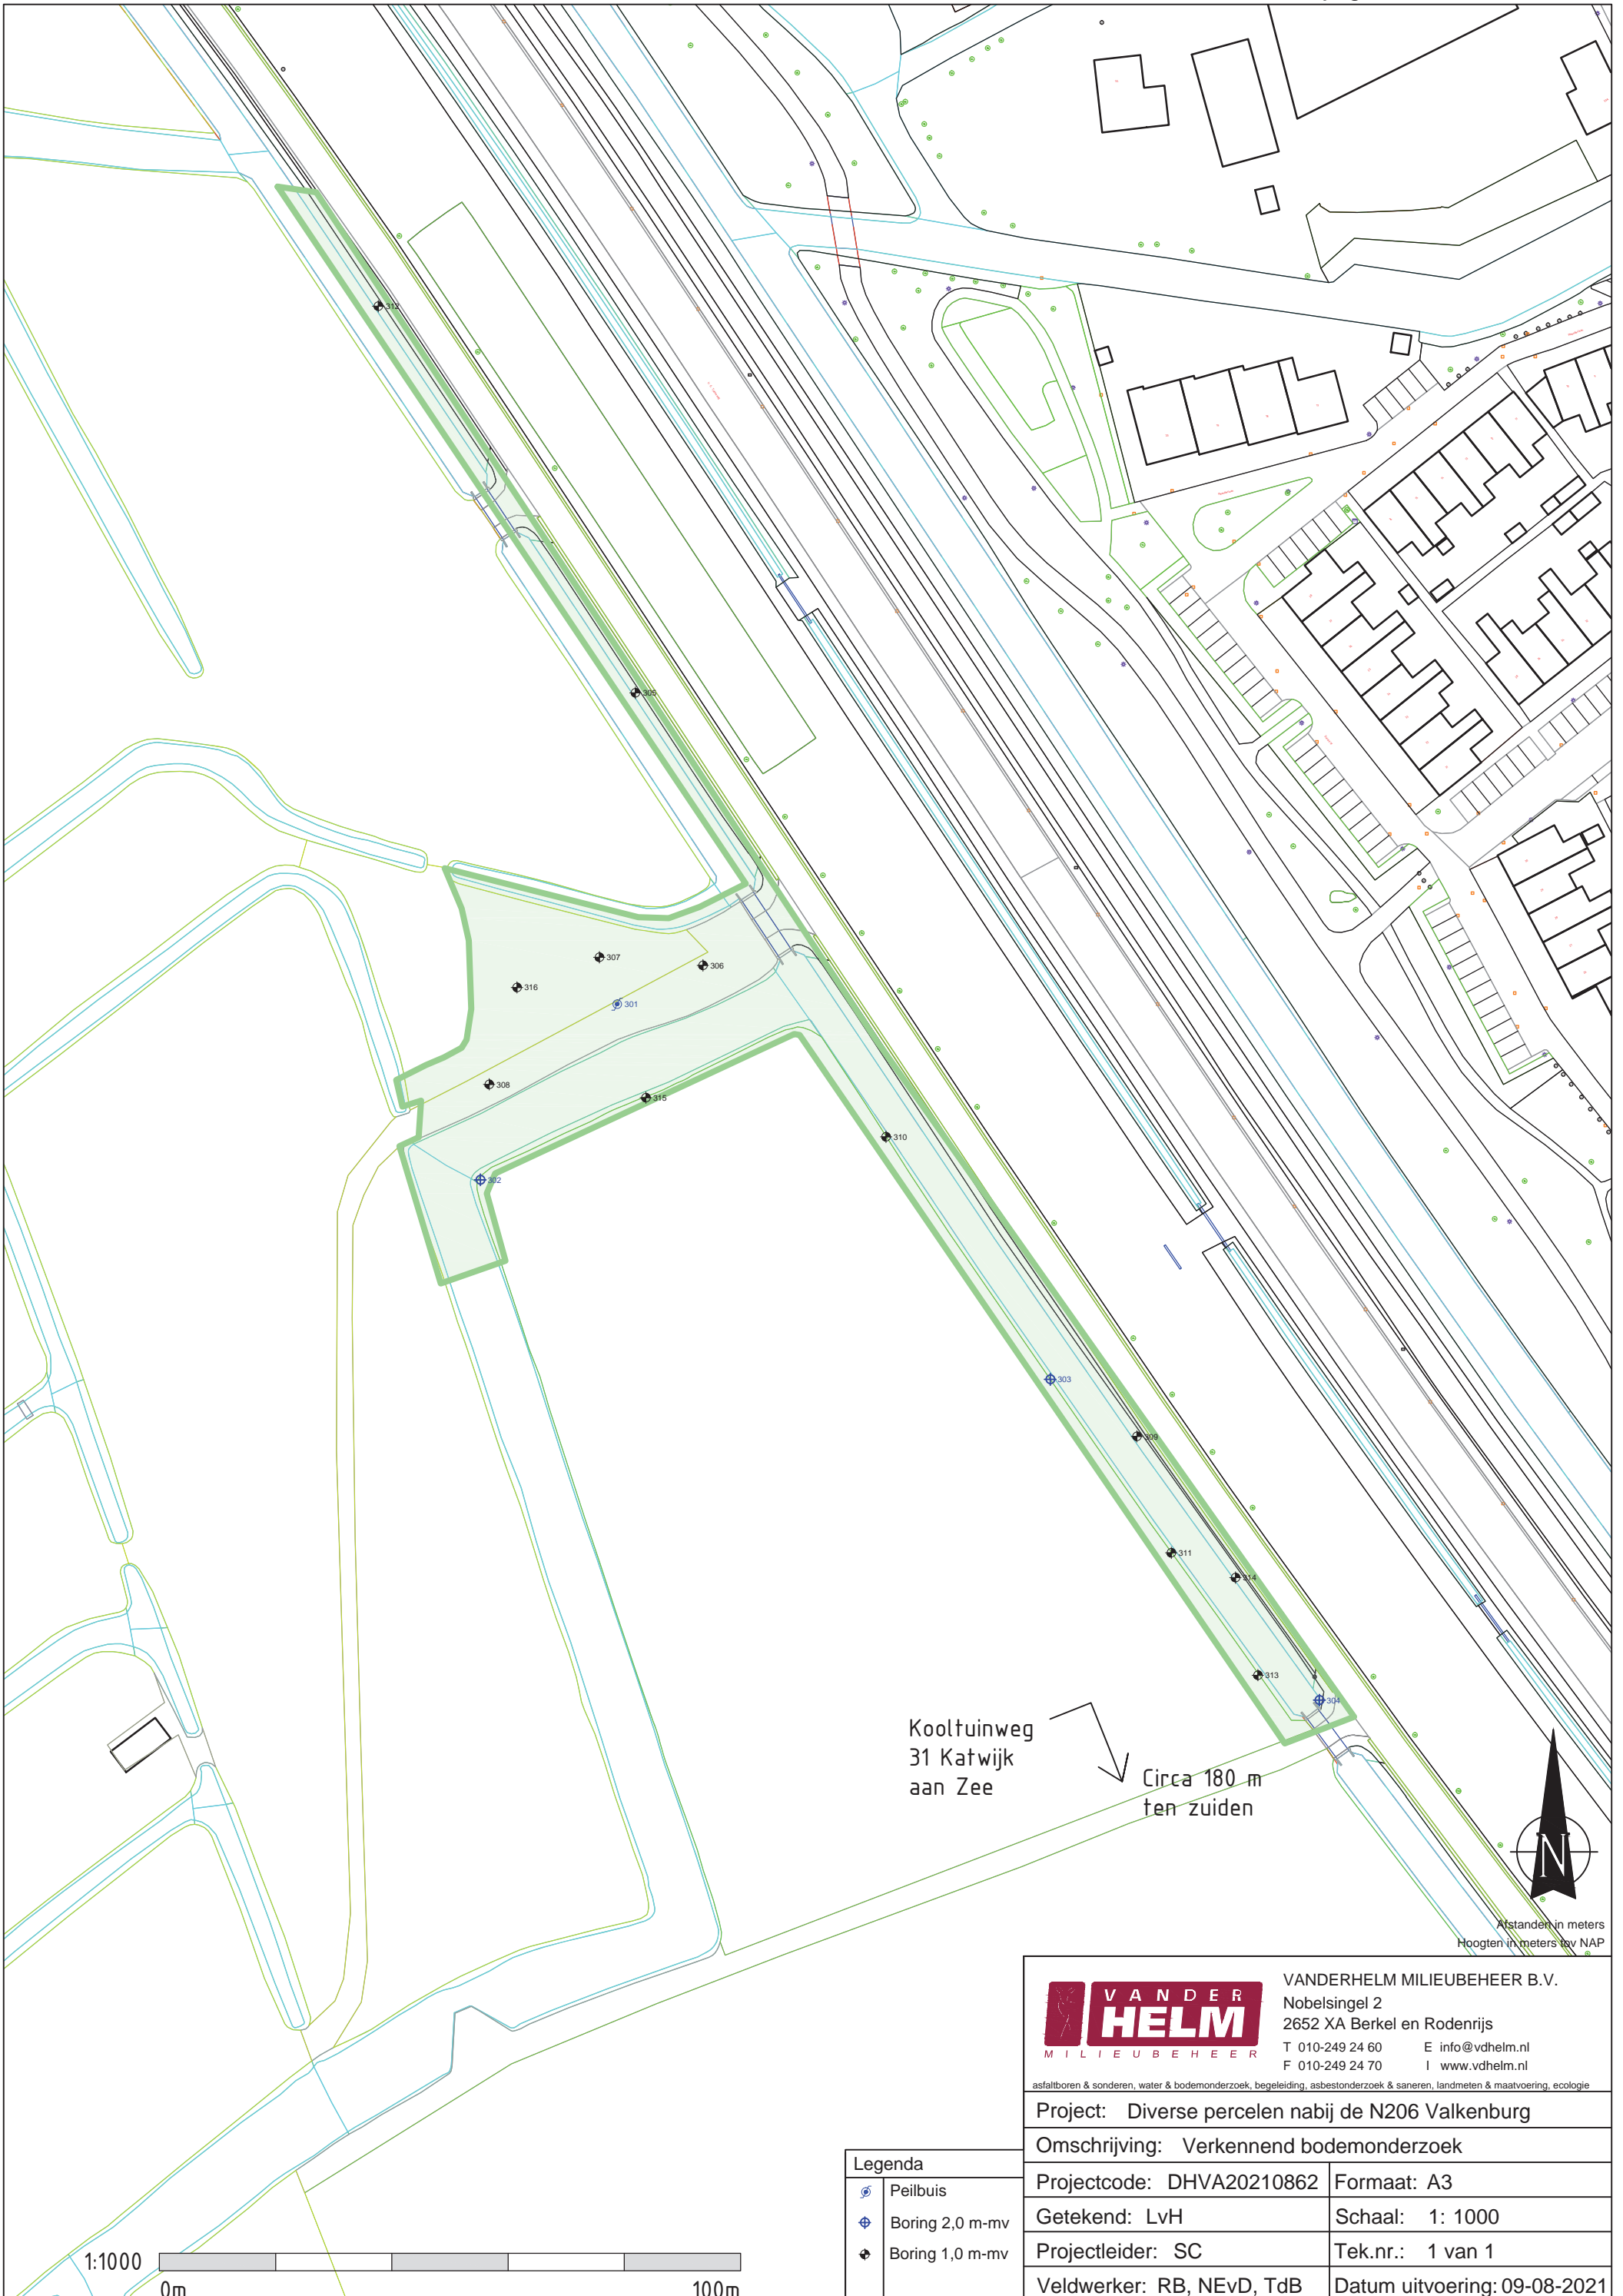 312
305
307
306
316
301
308
315
310
302
303
309
311
314
313
304
Kooltuinweg
31 Katwijk
aan Zee
Circa 180 m
ten zuiden
N
Afstanden in meters
Hoogten in meters tov NAP
VANDER
HELM
MILIEUBEHEER
VANDERHELM MILIEUBEHEER B.V.
Nobelsingel 2
2652 XA Berkel en Rodenrijs
T 010-249 24 60 E info@vdhelm.nl
F 010-249 24 70 I www.vdhelm.nl
asfaltboren & sonderen, water & bodemonderzoek, begeleiding, asbestonderzoek & saneren, landmeten & maatvoering, ecologie
Project: Diverse percelen nabij de N206 Valkenburg
Omschrijving: Verkennend bodemonderzoek
Projectcode: DHVA20210862 Formaat: A3
Getekend: LvH Schaal: 1: 1000
Projectleider: SC Tek.nr.: 1 van 1
Veldwerker: RB, NEvD, TdB Datum uitvoering: 09-08-2021
Legenda
Peilbuis
Boring 2,0 m-mv
Boring 1,0 m-mv
1:1000
0m 100m